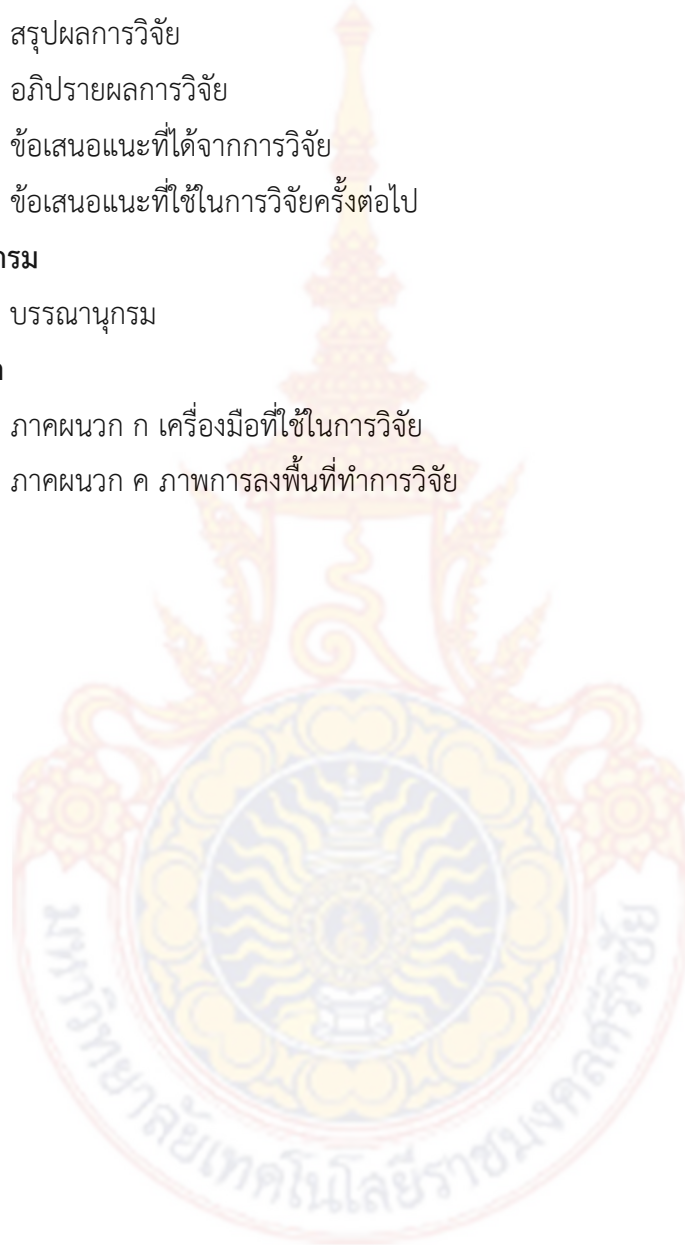 สรุปผลการวิจัย
อภิปรายผลการวิจัย
ข้อเสนอแนะที่ได้จากการวิจัย
ข้อเสนอแนะที่ใช้ในการวิจัยครั้งต่อไป
กรม
บรรณานุกรม
ภาคผนวก ก เครื่องมือที่ใช้ในการวิจัย
ภาคผนวก ค ภาพการลงพื้นที่ทำการวิจัย
มหาวิทยาลัยเทคโนโลยีราชมงคลศรีวิชัย